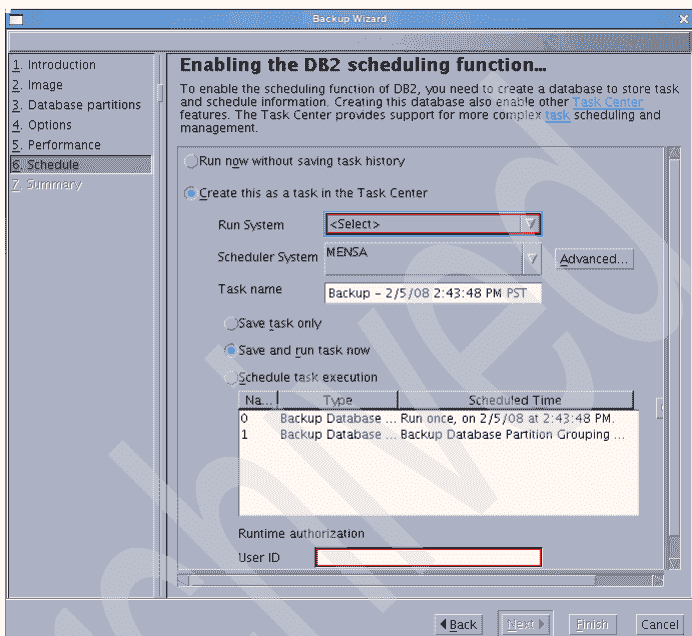 Backup Wizard
1. Introduction
2. Image
3. Database partitions
4. Options
5. Performance
6. Schedule
7. Summary
Enabling the DB2 scheduling function...
To enable the scheduling function of DB2, you need to create a database to store task
and schedule information. Creating this database also enable other Task Center
features. The Task Center provides support for more complex task scheduling and
management.
Run now without saving task history
Create this as a task in the Task Center
Run System <Select>
Scheduler System MENSA Advanced...
Task name Backup - 2/5/08 2:43:48 PM PST
Save task only
Save and run task now
Schedule task execution
Na... Type Scheduled Time
0 Backup Database ... Run once, on 2/5/08 at 2:43:48 PM.
1 Backup Database ... Backup Database Partition Grouping ...
Runtime authorization
User ID
Back Next Finish Cancel
Archived